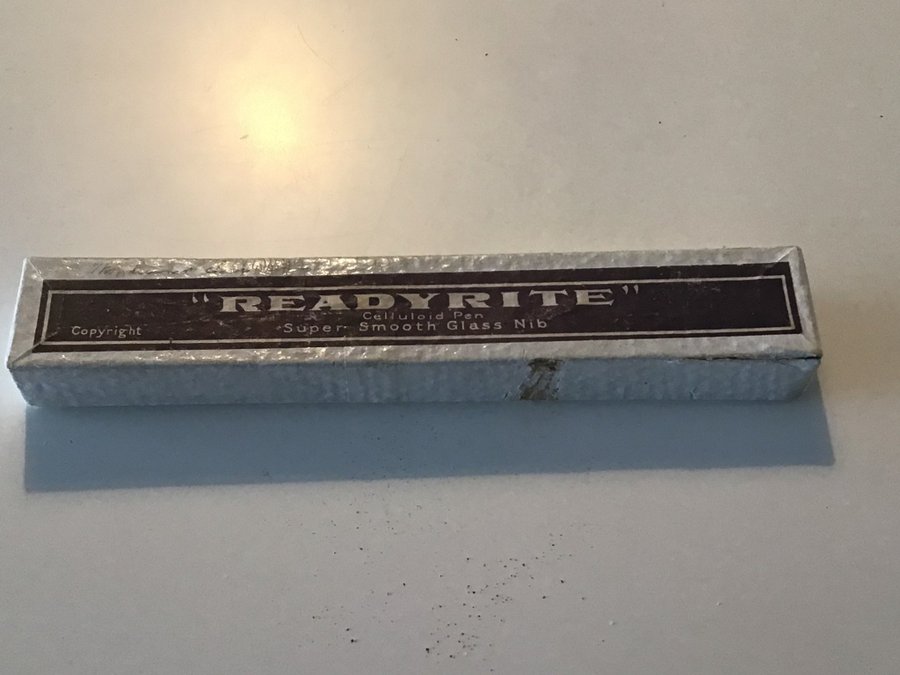 "READYRITE"
Celluloid Pen
Super Smooth Glass Nib
Copyright